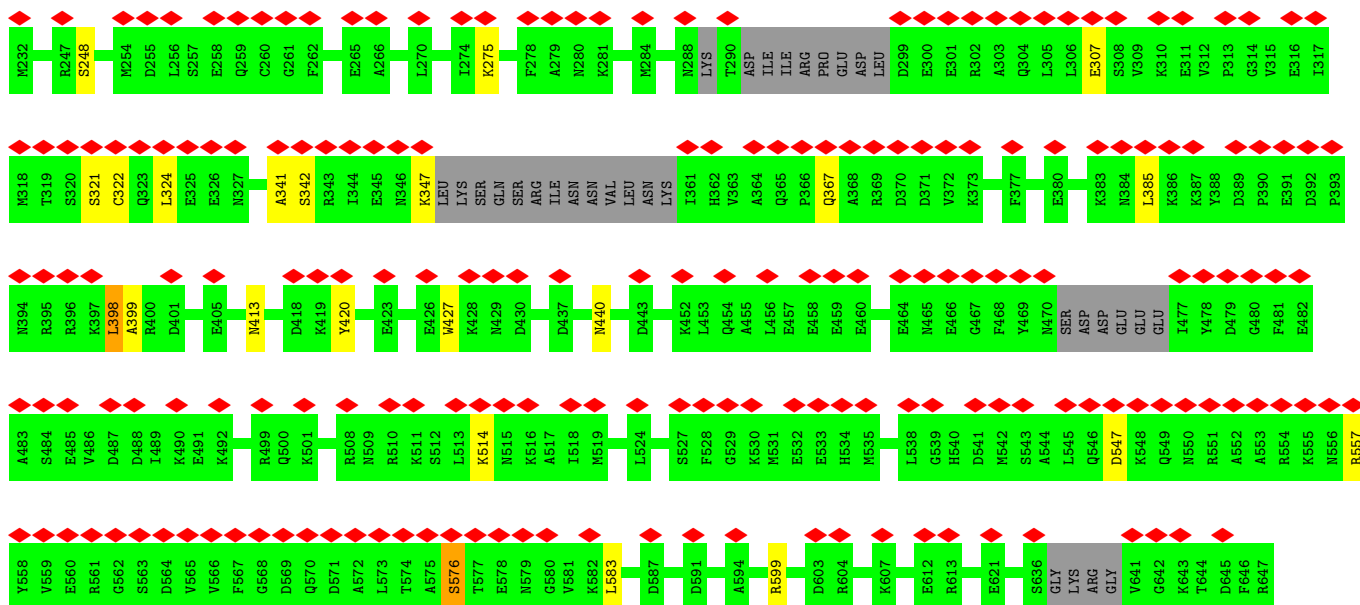 M232 R247 S248 M254 D255 L256 S257 E258 Q259 C260 G261 F262 E265 A266 L270 I274 K275 F278 A279 N280 K281 M284 N288 LYS T290 ASP ILE ILE ARG PRO GLU ASP LEU D299 E300 E301 R302 A303 Q304 L305 L306 E307 S308 V309 K310 E311 V312 P313 G314 V315 E316 I317
M318 T319 S320 S321 C322 Q323 L324 E325 E326 N327 A341 S342 R343 I344 E345 N346 K347 LEU LYS SER GLN SER ARG ILE ASN ASN VAL LEU ASN LYS I361 H362 V363 A364 Q365 P366 Q367 A368 R369 D370 D371 V372 K373 F377 E380 K383 N384 L385 K386 K387 Y388 D389 P390 E391 D392 P393
N394 R395 R396 K397 L398 A399 R400 D401 E405 N413 D418 K419 Y420 E423 E426 W427 K428 N429 D430 D437 N440 D443 K452 L453 Q454 A455 L456 E457 E458 E459 E460 E464 N465 E466 G467 F468 Y469 N470 SER ASP ASP GLU GLU GLU I477 Y478 D479 G480 F481 E482
A483 S484 E485 V486 D487 D488 I489 K490 E491 K492 R499 Q500 K501 R508 N509 R510 K511 S512 L513 K514 N515 K516 A517 I518 M519 L524 S527 F528 G529 K530 M531 E532 E533 H534 M535 L538 G539 H540 D541 M542 S543 A544 L545 Q546 D547 K548 Q549 N550 R551 A552 A553 R554 K555 N556 R557
Y558 V559 E560 R561 G562 S563 D564 V565 V566 F567 G568 D569 Q570 D571 A572 L573 T574 A575 S576 T577 E578 N579 G580 V581 K582 L583 D587 D591 A594 R599 D603 R604 K607 E612 R613 E621 S636 GLY LYS ARG GLY V641 G642 K643 T644 D645 F646 R647